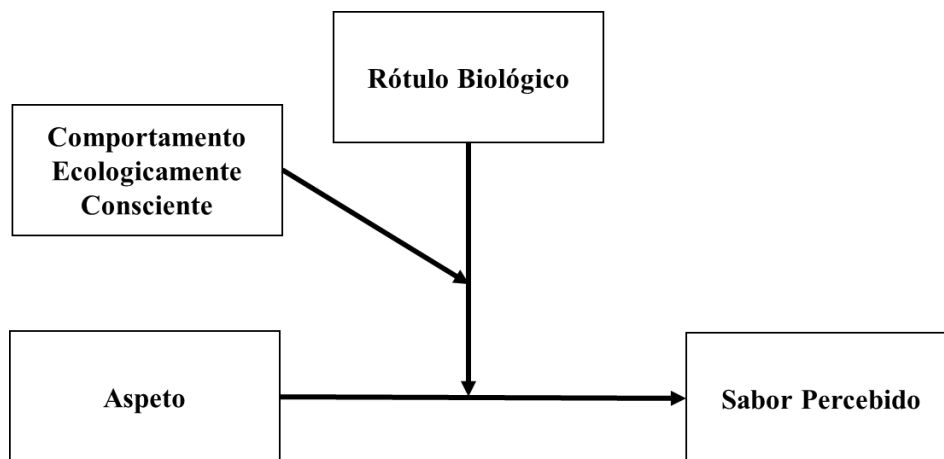 Rótulo Biológico
Comportamento
Ecologicamente
Consciente
Aspeto
Sabor Percebido